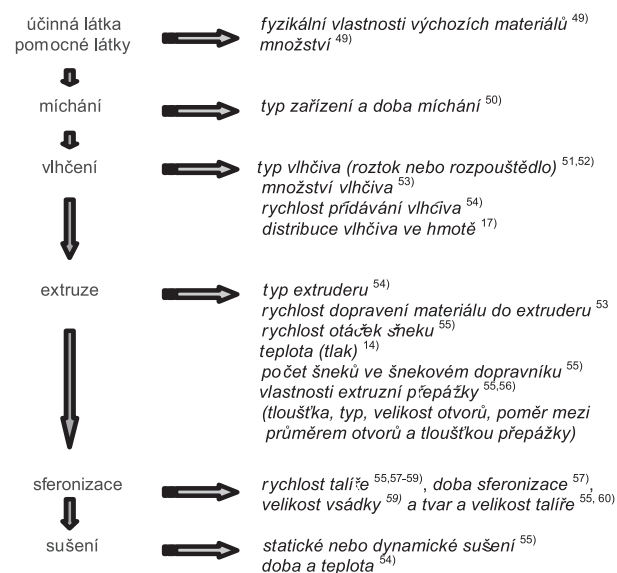 účinná látka
pomocné látky
fyzikální vlastnosti výchozích materiálů 49)
množství 49)
míchání
typ zařízení a doba míchání 50)
vlhčení
typ vlhčiva (roztok nebo rozpouštědlo) 51,52)
množství vlhčiva 53)
rychlost přidávání vlhčiva 54)
distribuce vlhčiva ve hmotě 17)
extruze
typ extruderu 54)
rychlost dopravení materiálu do extruderu 53
rychlost otáček šneku 55)
teplota (tlak) 14)
počet šneků ve šnekovém dopravníku 55)
vlastnosti extruzní přepážky 55,56)
(tloušťka, typ, velikost otvorů, poměr mezi
průměrem otvorů a tloušťkou přepážky)
sferonizace
rychlost talíře 55,57-59), doba sferonizace 57),
velikost vsádky 59) a tvar a velikost talíře 55, 60)
sušení
statické nebo dynamické sušení 55)
doba a teplota 54)